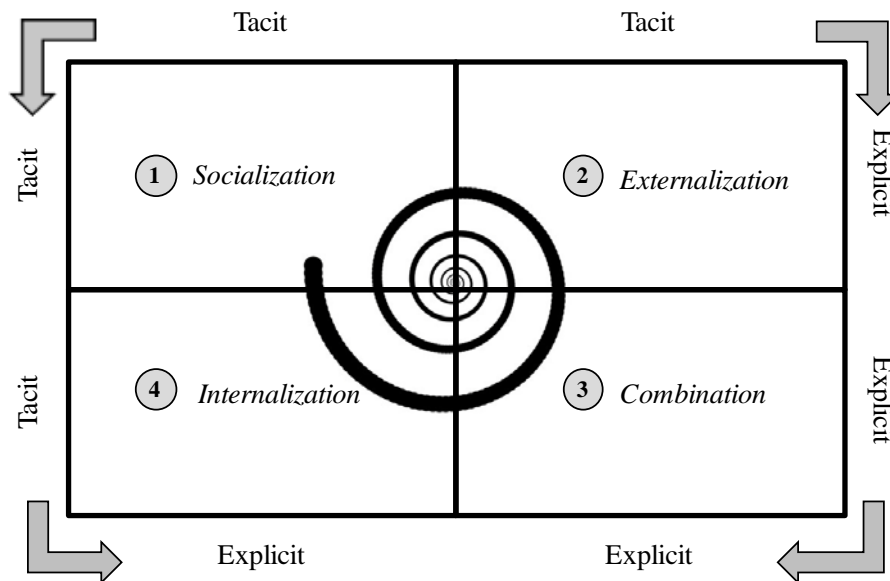 Tacit
Tacit
Tacit
Explicit
1 Socialization
2 Externalization
Tacit
Explicit
4 Internalization
3 Combination
Explicit
Explicit